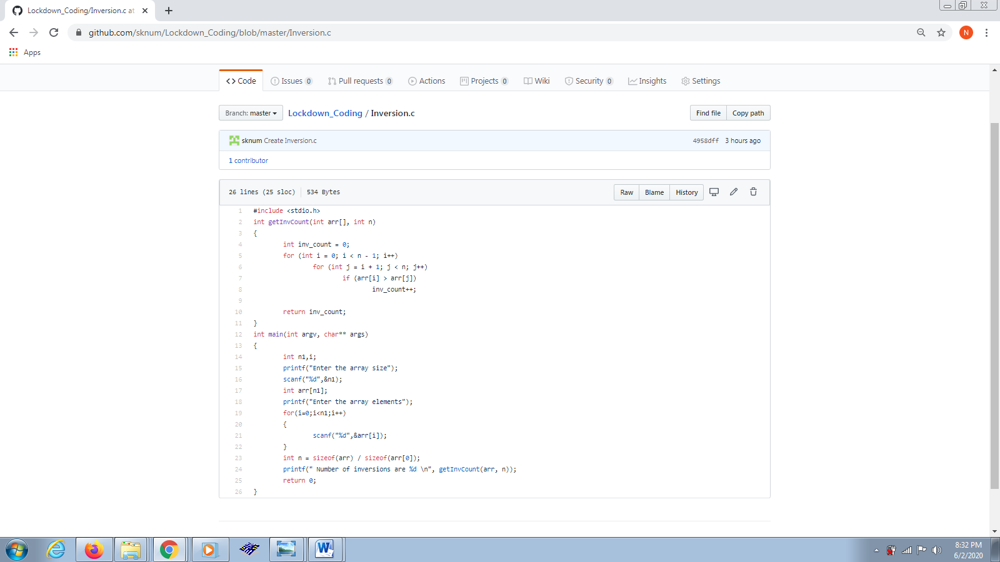 Lockdown_Coding/Inversion.c at
github.com/sknum/Lockdown_Coding/blob/master/Inversion.c
N
Apps
Code Issues 0 Pull requests 0 Actions Projects 0 Wiki Security 0 Insights Settings
Branch: master Lockdown_Coding / Inversion.c Find file Copy path
sknum Create Inversion.c 4958dff 3 hours ago
1 contributor
26 lines (25 sloc) 534 Bytes Raw Blame History
1 #include <stdio.h>
2 int getInvCount(int arr[], int n)
3 {
4 int inv_count = 0;
5 for (int i = 0; i < n - 1; i++)
6 for (int j = i + 1; j < n; j++)
7 if (arr[i] > arr[j])
8 inv_count++;
9
10 return inv_count;
11 }
12 int main(int argv, char** args)
13 {
14 int n1,i;
15 printf("Enter the array size");
16 scanf("%d",&n1);
17 int arr[n1];
18 printf("Enter the array elements");
19 for(i=0;i<n1;i++)
20 {
21 scanf("%d",&arr[i]);
22 }
23 int n = sizeof(arr) / sizeof(arr[0]);
24 printf(" Number of inversions are %d \n", getInvCount(arr, n));
25 return 0;
26 }
8:32 PM
6/2/2020